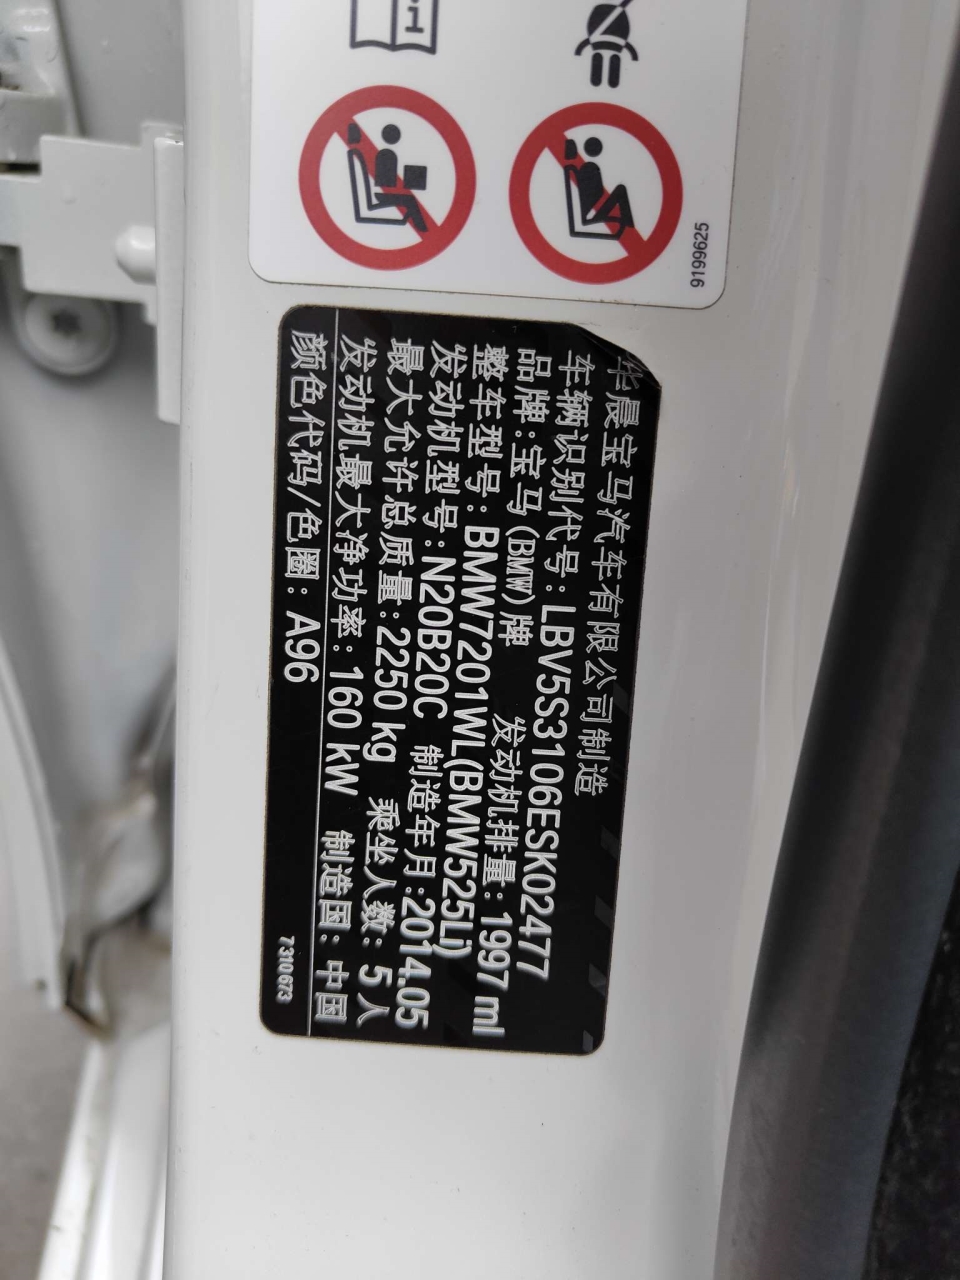 i
9199625
华晨宝马汽车有限公司制造
车辆识别代号：LBV5S3106ESK02477
品牌：宝马(BMW)牌 发动机排量：1997 ml
整车型号：BMW7201WL(BMW525Li)
发动机型号：N20B20C 制造年月：2014.05
最大允许总质量：2250 kg 乘坐人数：5人
发动机最大净功率：160 kW 制造国：中国
颜色代码/色圈：A96
7310673